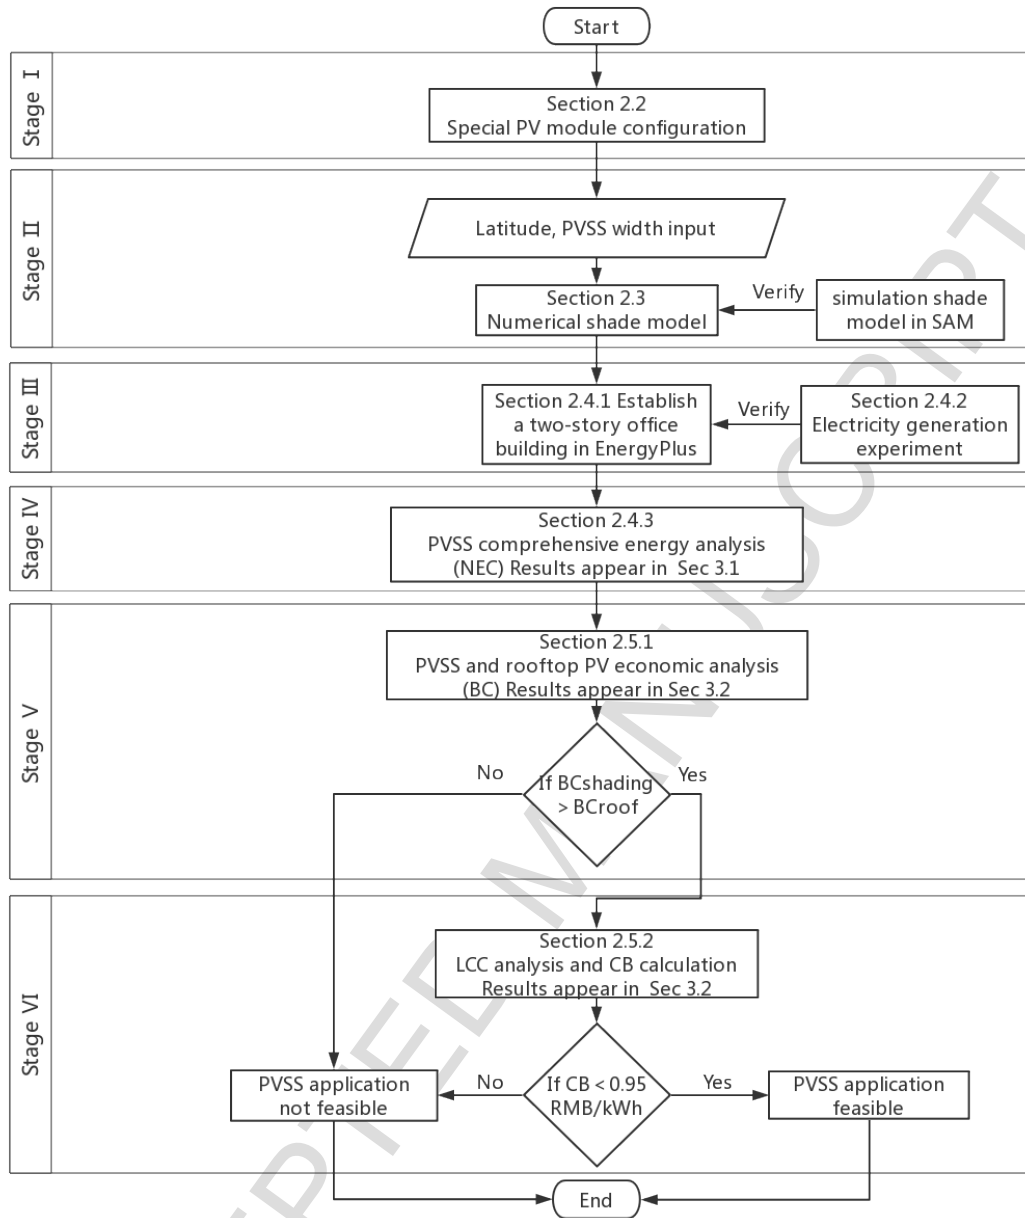 Start
Stage I
Section 2.2
Special PV module configuration
Stage II
Latitude, PVSS width input
Section 2.3
Numerical shade model
Verify
simulation shade
model in SAM
Stage III
Section 2.4.1 Establish
a two-story office
building in EnergyPlus
Verify
Section 2.4.2
Electricity generation
experiment
Stage IV
Section 2.4.3
PVSS comprehensive energy analysis
(NEC) Results appear in Sec 3.1
Stage V
Section 2.5.1
PVSS and rooftop PV economic analysis
(BC) Results appear in Sec 3.2
No
If BCshading
> BCroof
Yes
Stage VI
Section 2.5.2
LCC analysis and CB calculation
Results appear in Sec 3.2
PVSS application
not feasible
No
If CB < 0.95
RMB/kWh
Yes
PVSS application
feasible
End
EPTED MANUSCRIPT